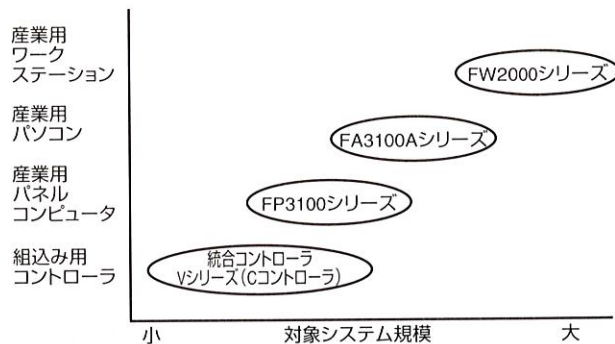 産業用
ワーク
ステーション
FW2000シリーズ
産業用
パソコン
FA3100Aシリーズ
産業用
パネル
コンピュータ
FP3100シリーズ
組込み用
コントローラ
統合コントローラ
Vシリーズ(Cコントローラ)
小 対象システム規模 大